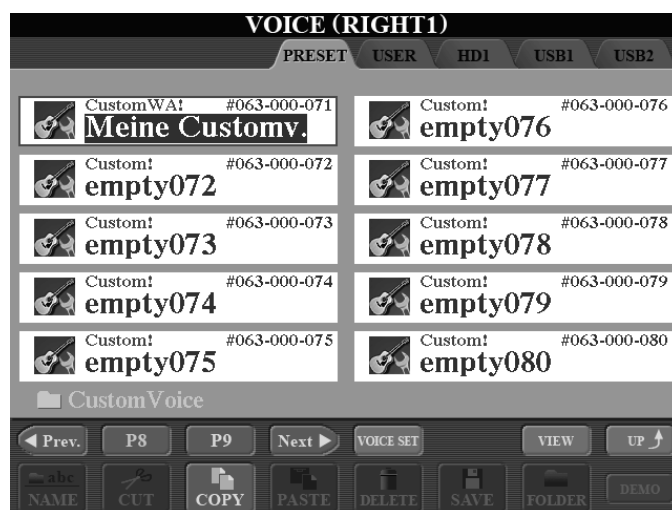 VOICE (RIGHT1)
PRESET USER HD1 USB1 USB2
CustomWA! #063-000-071
Meine Customv.
Custom! #063-000-072
empty072
Custom! #063-000-073
empty073
Custom! #063-000-074
empty074
Custom! #063-000-075
empty075
Custom! #063-000-076
empty076
Custom! #063-000-077
empty077
Custom! #063-000-078
empty078
Custom! #063-000-079
empty079
Custom! #063-000-080
empty080
CustomVoice
Prev. P8 P9 Next VOICE SET VIEW UP
abc
NAME CUT COPY PASTE DELETE SAVE FOLDER DEMO